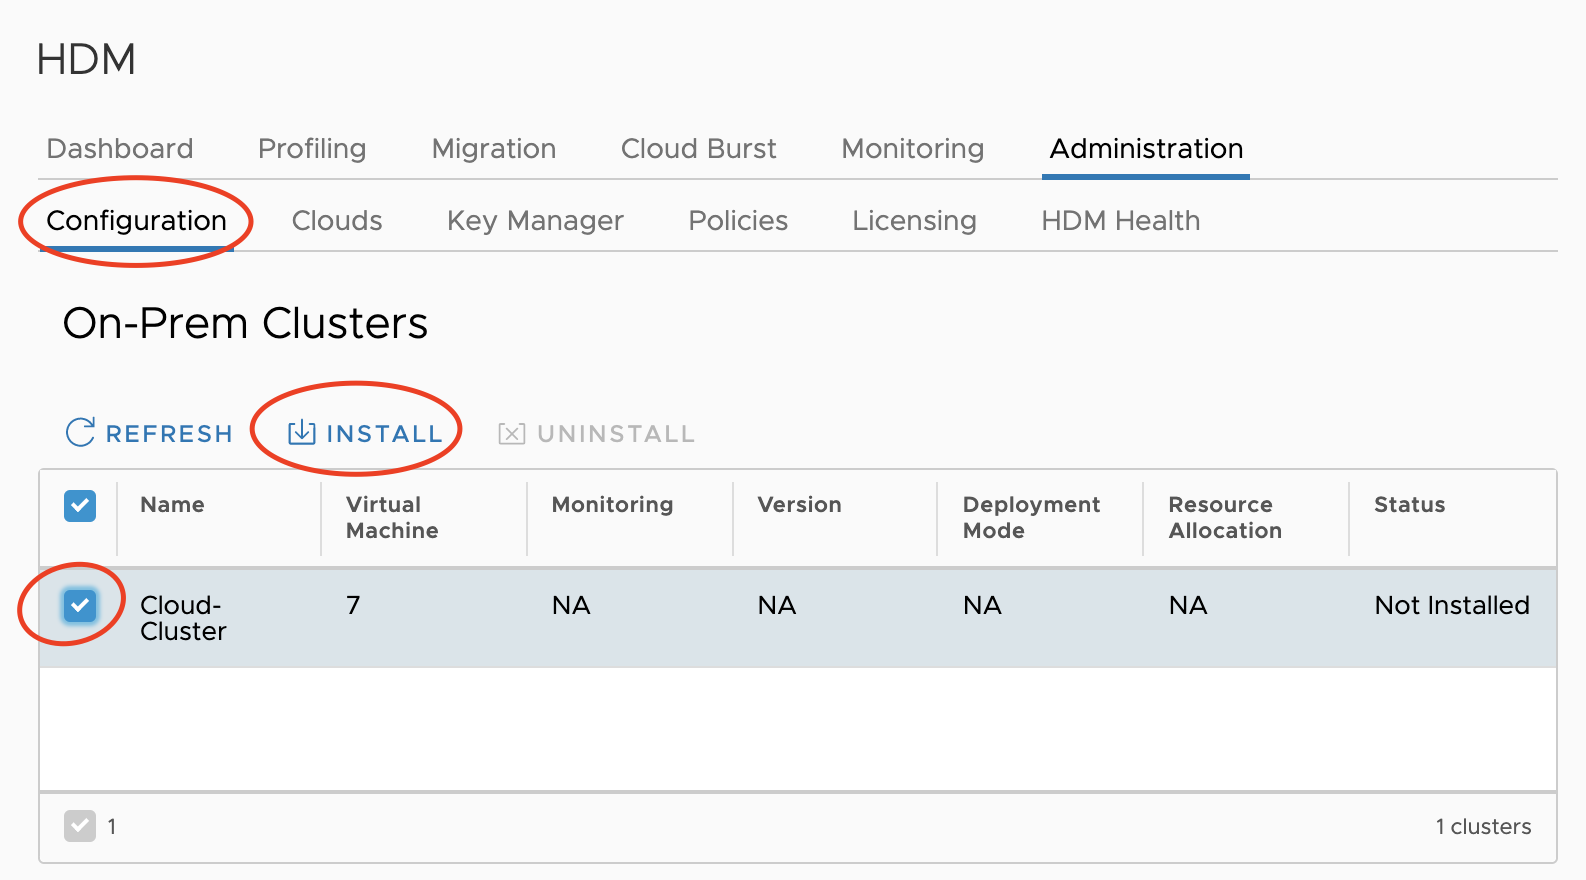 HDM
Dashboard Profiling Migration Cloud Burst Monitoring Administration
Configuration Clouds Key Manager Policies Licensing HDM Health
On-Prem Clusters
REFRESH INSTALL UNINSTALL
Name Virtual Machine Monitoring Version Deployment Mode Resource Allocation Status
Cloud-Cluster 7 NA NA NA NA Not Installed
1 1 clusters